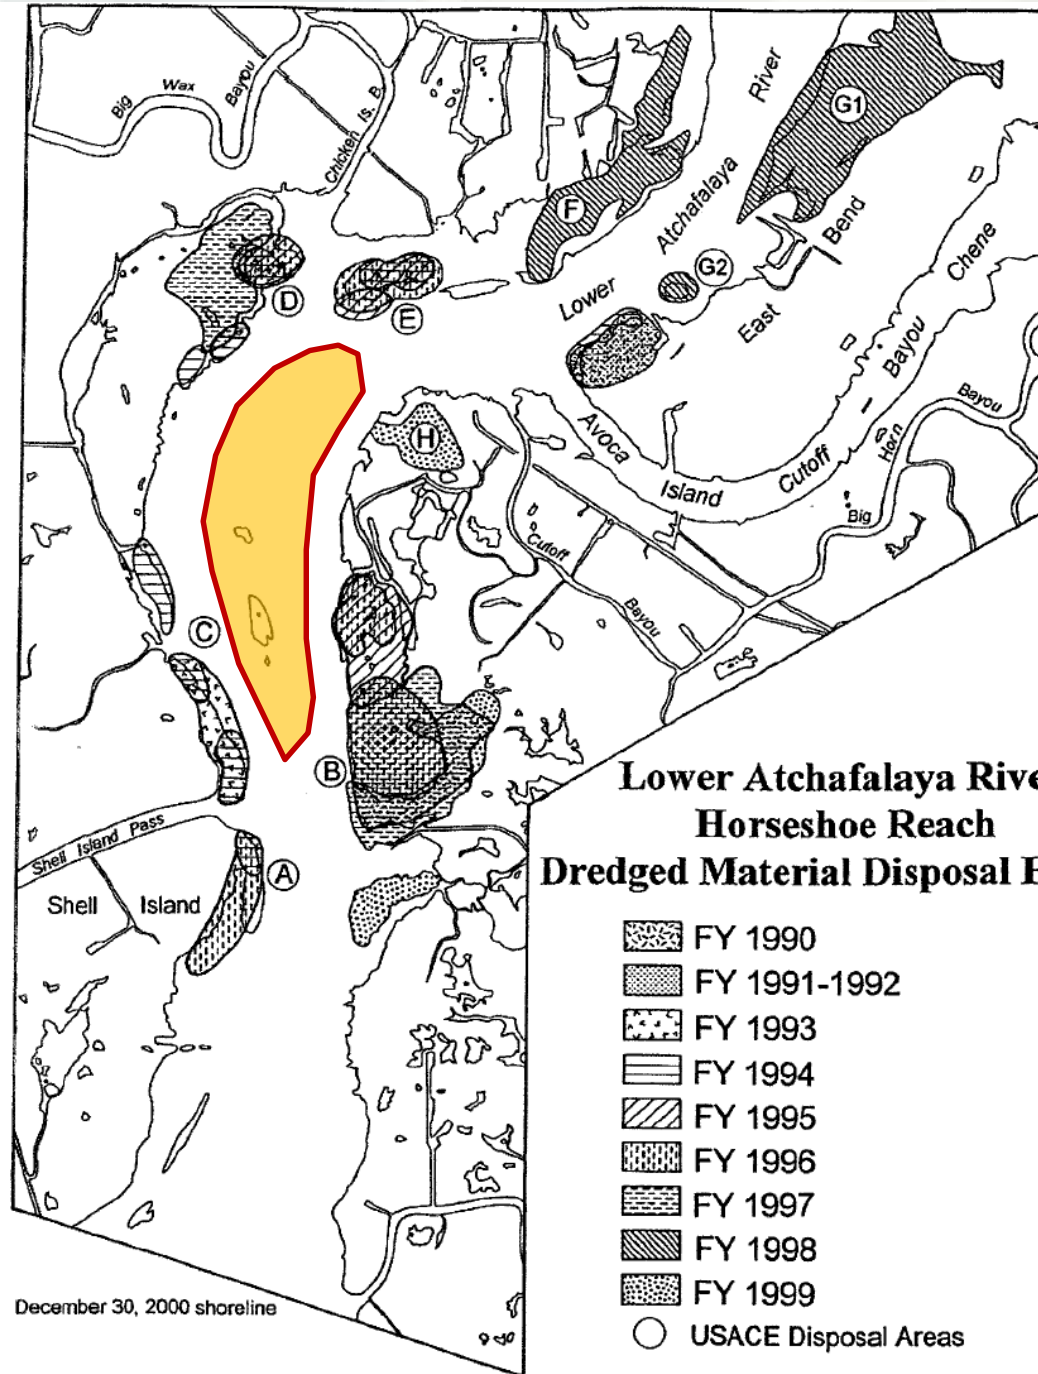 Big Wax Bayou
Chicken Is. B.
River
G1
F
Atchafalaya
Bend
Chene
G2
D
E
Lower
East
Bayou
Bayou
H
Avoca
Horn
Island
Cutoff
Big
Cutoff
Bayou
C
B
Lower Atchafalaya Rive
Horseshoe Reach
Dredged Material Disposal
Shell Island Pass
A
Shell Island
FY 1990
FY 1991-1992
FY 1993
FY 1994
FY 1995
FY 1996
FY 1997
FY 1998
FY 1999
USACE Disposal Areas
December 30, 2000 shoreline